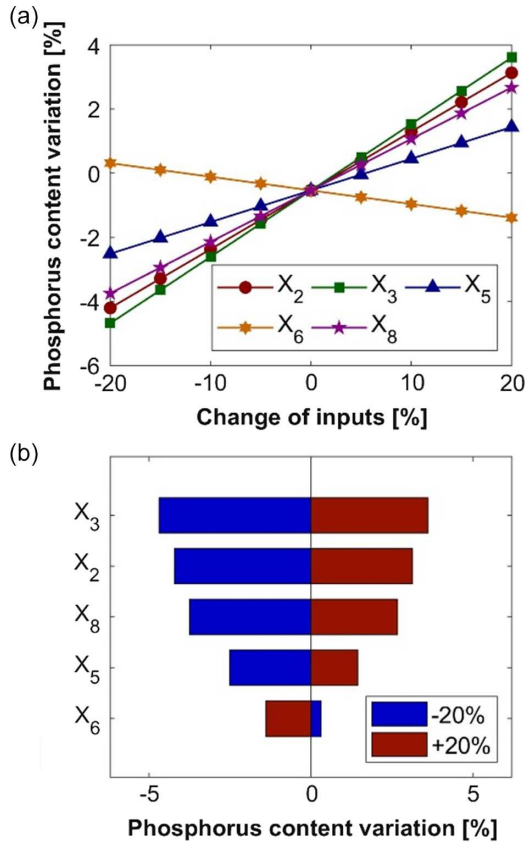 (a)
Phosphorus content variation [%]
4
2
0
-2
-4
-6
X2 X3 X5
X6 X8
-20 -10 0 10 20
Change of inputs [%]
(b)
X3
X2
X8
X5
X6
-20%
+20%
-5 0 5
Phosphorus content variation [%]